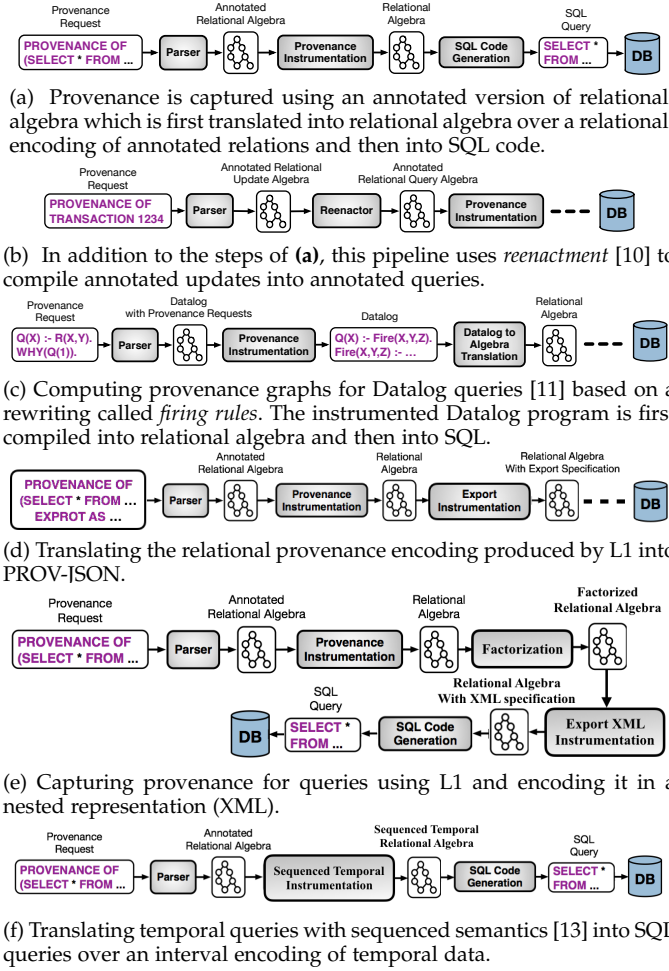 Provenance
Request
Annotated
Relational Algebra
Relational
Algebra
SQL
Query
PROVENANCE OF
(SELECT * FROM ...
Parser
Provenance
Instrumentation
SQL Code
Generation
SELECT *
FROM ...
DB
(a) Provenance is captured using an annotated version of relational
algebra which is first translated into relational algebra over a relational
encoding of annotated relations and then into SQL code.
Provenance
Request
Annotated Relational
Update Algebra
Annotated
Relational Query Algebra
PROVENANCE OF
TRANSACTION 1234
Parser
Reenactor
Provenance
Instrumentation
DB
(b) In addition to the steps of (a), this pipeline uses reenactment [10] to
compile annotated updates into annotated queries.
Provenance
Request
Datalog
with Provenance Requests
Datalog
Relational
Algebra
Q(X) :- R(X,Y).
WHY(Q(1)).
Parser
Provenance
Instrumentation
Q(X) :- Fire(X,Y,Z).
Fire(X,Y,Z) :- ...
Datalog to
Algebra
Translation
DB
(c) Computing provenance graphs for Datalog queries [11] based on a
rewriting called firing rules. The instrumented Datalog program is first
compiled into relational algebra and then into SQL.
Annotated
Relational Algebra
Relational
Algebra
Relational Algebra
With Export Specification
PROVENANCE OF
(SELECT * FROM ...
EXPROT AS ...
Parser
Provenance
Instrumentation
Export
Instrumentation
DB
(d) Translating the relational provenance encoding produced by L1 into
PROV-JSON.
Provenance
Request
Annotated
Relational Algebra
Relational
Algebra
Factorized
Relational Algebra
PROVENANCE OF
(SELECT * FROM ...
Parser
Provenance
Instrumentation
Factorization
SQL
Query
Relational Algebra
With XML specification
DB
SELECT *
FROM ...
SQL Code
Generation
Export XML
Instrumentation
(e) Capturing provenance for queries using L1 and encoding it in a
nested representation (XML).
Provenance
Request
Annotated
Relational Algebra
Sequenced Temporal
Relational Algebra
SQL
Query
PROVENANCE OF
(SELECT * FROM ...
Parser
Sequenced Temporal
Instrumentation
SQL Code
Generation
SELECT *
FROM ...
DB
(f) Translating temporal queries with sequenced semantics [13] into SQL
queries over an interval encoding of temporal data.